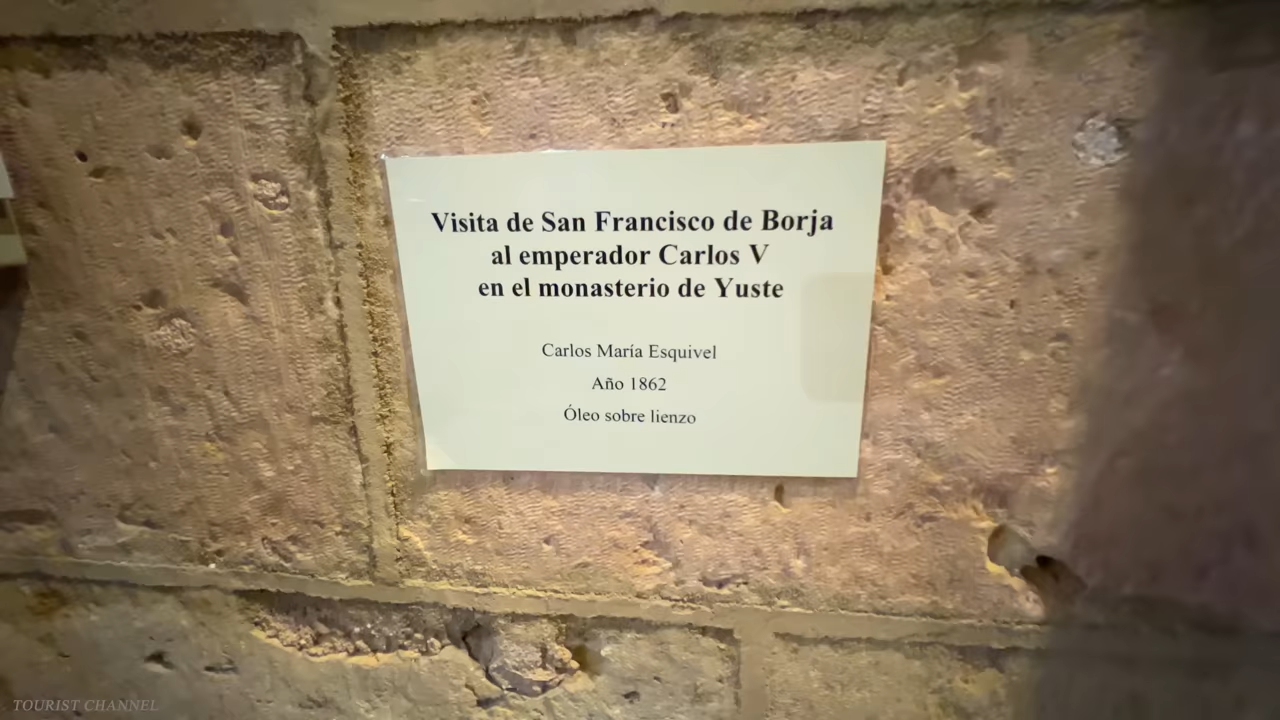 Visita de San Francisco de Borja
al emperador Carlos V
en el monasterio de Yuste
Carlos María Esquivel
Año 1862
Óleo sobre lienzo
TOURIST CHANNEL